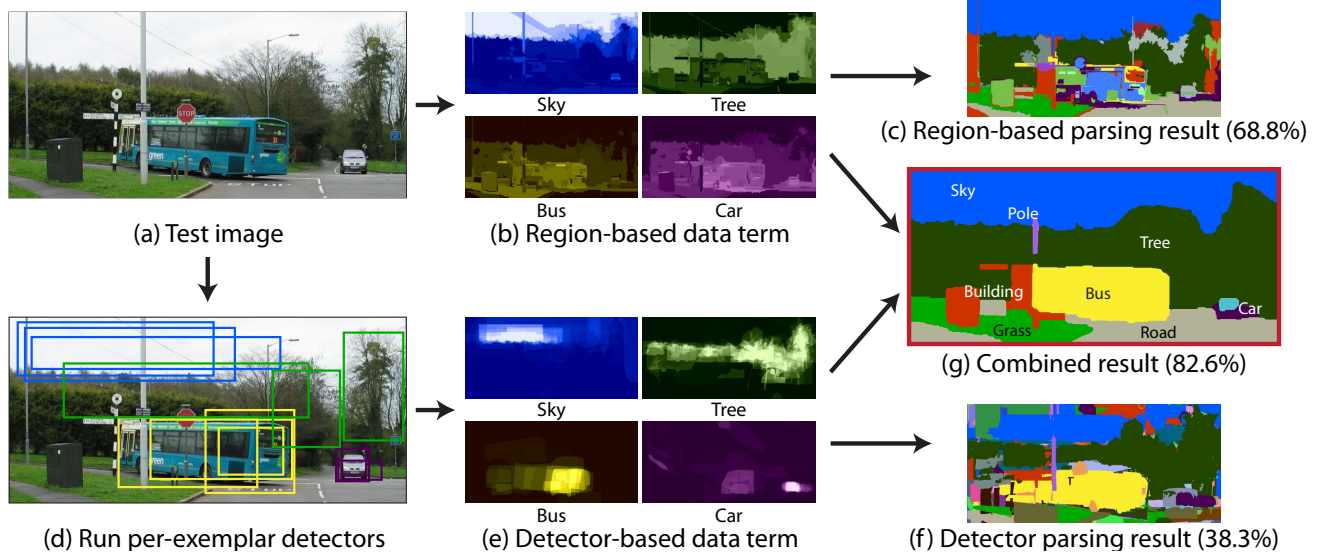 Sky
Tree
Bus
Car
(a) Test image
(b) Region-based data term
(c) Region-based parsing result (68.8%)
STOP
green
Sky
Pole
Tree
Building
Bus
Car
Grass
Road
(g) Combined result (82.6%)
STOP
green
Sky
Tree
Bus
Car
(d) Run per-exemplar detectors
(e) Detector-based data term
(f) Detector parsing result (38.3%)